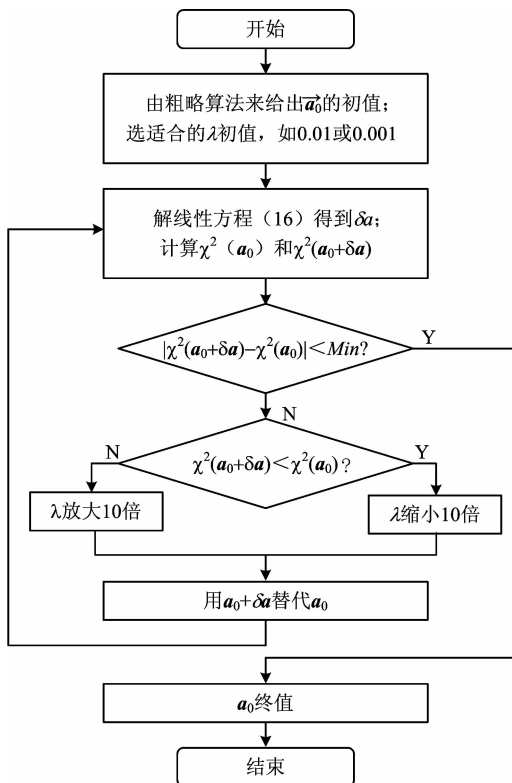 开始
由粗略算法来给出a⃗₀的初值；
选适合的λ初值，如0.01或0.001
解线性方程（16）得到δa；
计算χ²（a₀）和χ²(a₀+δa)
|χ²(a₀+δa)−χ²(a₀)|＜Min?
Y
N
N
χ²(a₀+δa)＜χ²(a₀)？
Y
λ放大10倍
λ缩小10倍
用a₀+δa替代a₀
a₀终值
结束